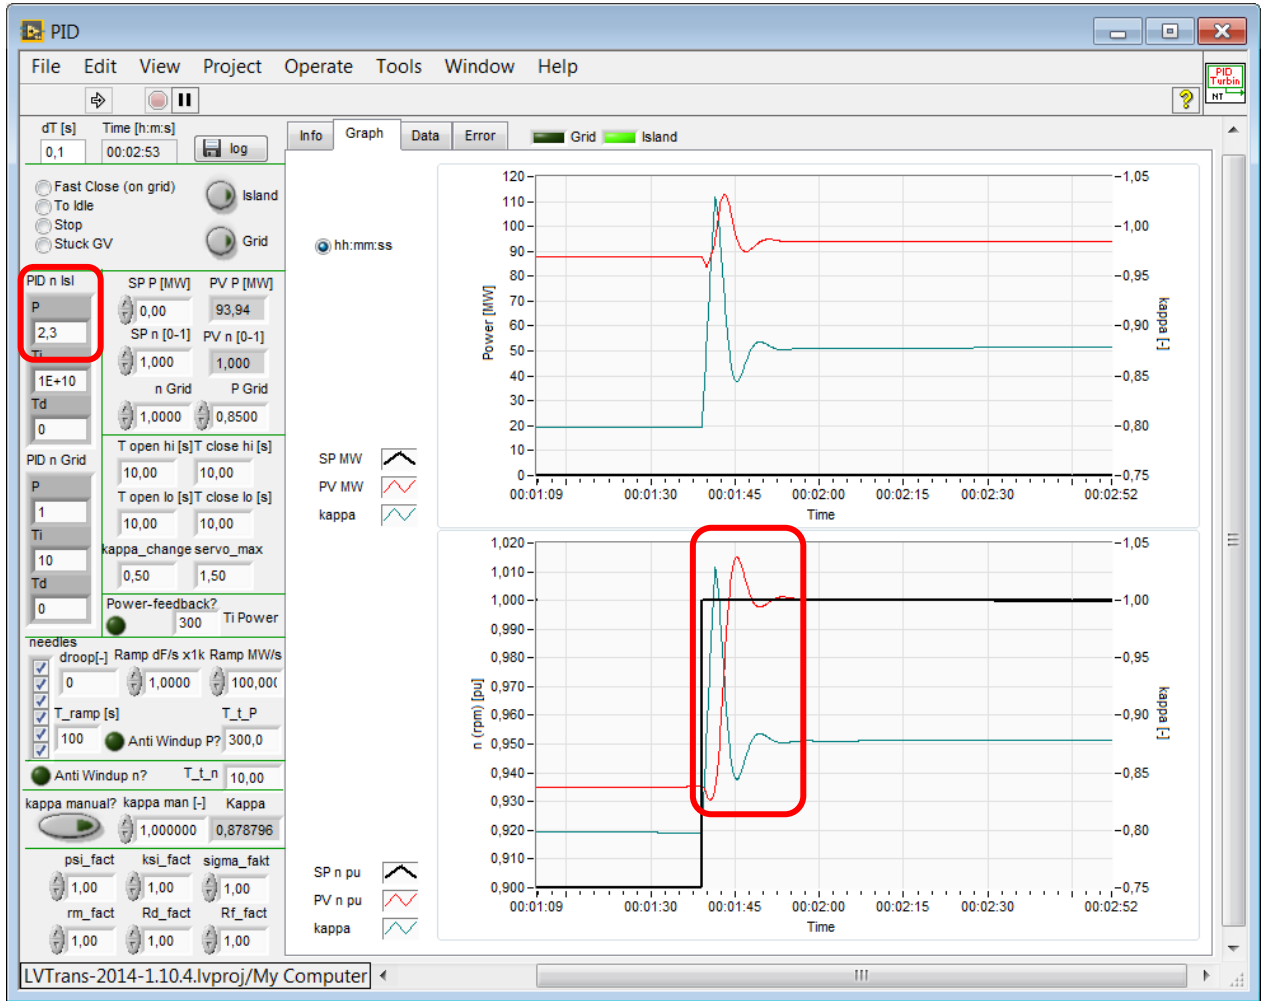 PID
File Edit View Project Operate Tools Window Help
PID
Turbin
NT
dT [s] Time [h:m:s]
0,1 00:02:53 log
Info Graph Data Error Grid Island
Fast Close (on grid)
To Idle
Stop
Stuck GV
Island
Grid
hh:mm:ss
PID n Isl
P
2,3
Ti
1E+10
Td
0
SP P [MW] PV P [MW]
0,00 93,94
SP n [0-1] PV n [0-1]
1,000 1,000
n Grid P Grid
1,0000 0,8500
PID n Grid
P
1
Ti
10
Td
0
T open hi [s] T close hi [s]
10,00 10,00
T open lo [s] T close lo [s]
10,00 10,00
kappa_change servo_max
0,50 1,50
Power-feedback?
300 Ti Power
needles
droop[-] Ramp dF/s x1k Ramp MW/s
0 1,0000 100,00
T_ramp [s] T_t_P
100 Anti Windup P? 300,0
Anti Windup n? T_t_n 10,00
kappa manual? kappa man [-] Kappa
1,000000 0,878796
psi_fact ksi_fact sigma_fakt
1,00 1,00 1,00
rm_fact Rd_fact Rf_fact
1,00 1,00 1,00
120
110
100
90
80
70
60
50
40
30
20
10
0
Power [MW]
1,05
1,00
0,95
0,90
0,85
0,80
0,75
kappa [-]
00:01:09 00:01:30 00:01:45 00:02:00 00:02:15 00:02:30 00:02:52
Time
SP MW
PV MW
kappa
1,020
1,010
1,000
0,990
0,980
0,970
0,960
0,950
0,940
0,930
0,920
0,910
0,900
n (rpm) [pu]
1,05
1,00
0,95
0,90
0,85
0,80
0,75
kappa [-]
00:01:09 00:01:30 00:01:45 00:02:00 00:02:15 00:02:30 00:02:52
Time
SP n pu
PV n pu
kappa
LVTrans-2014-1.10.4.lvproj/My Computer